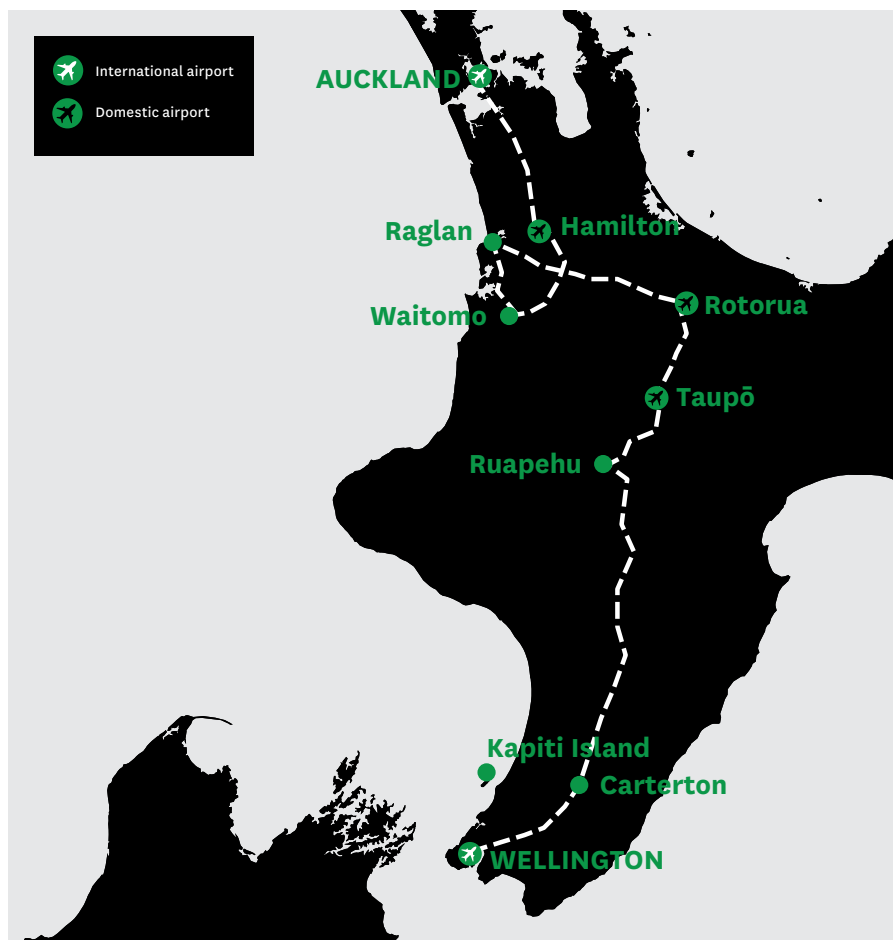 International airport
Domestic airport
AUCKLAND
Hamilton
Raglan
Waitomo
Rotorua
Taupō
Ruapehu
Kapiti Island
Carterton
WELLINGTON